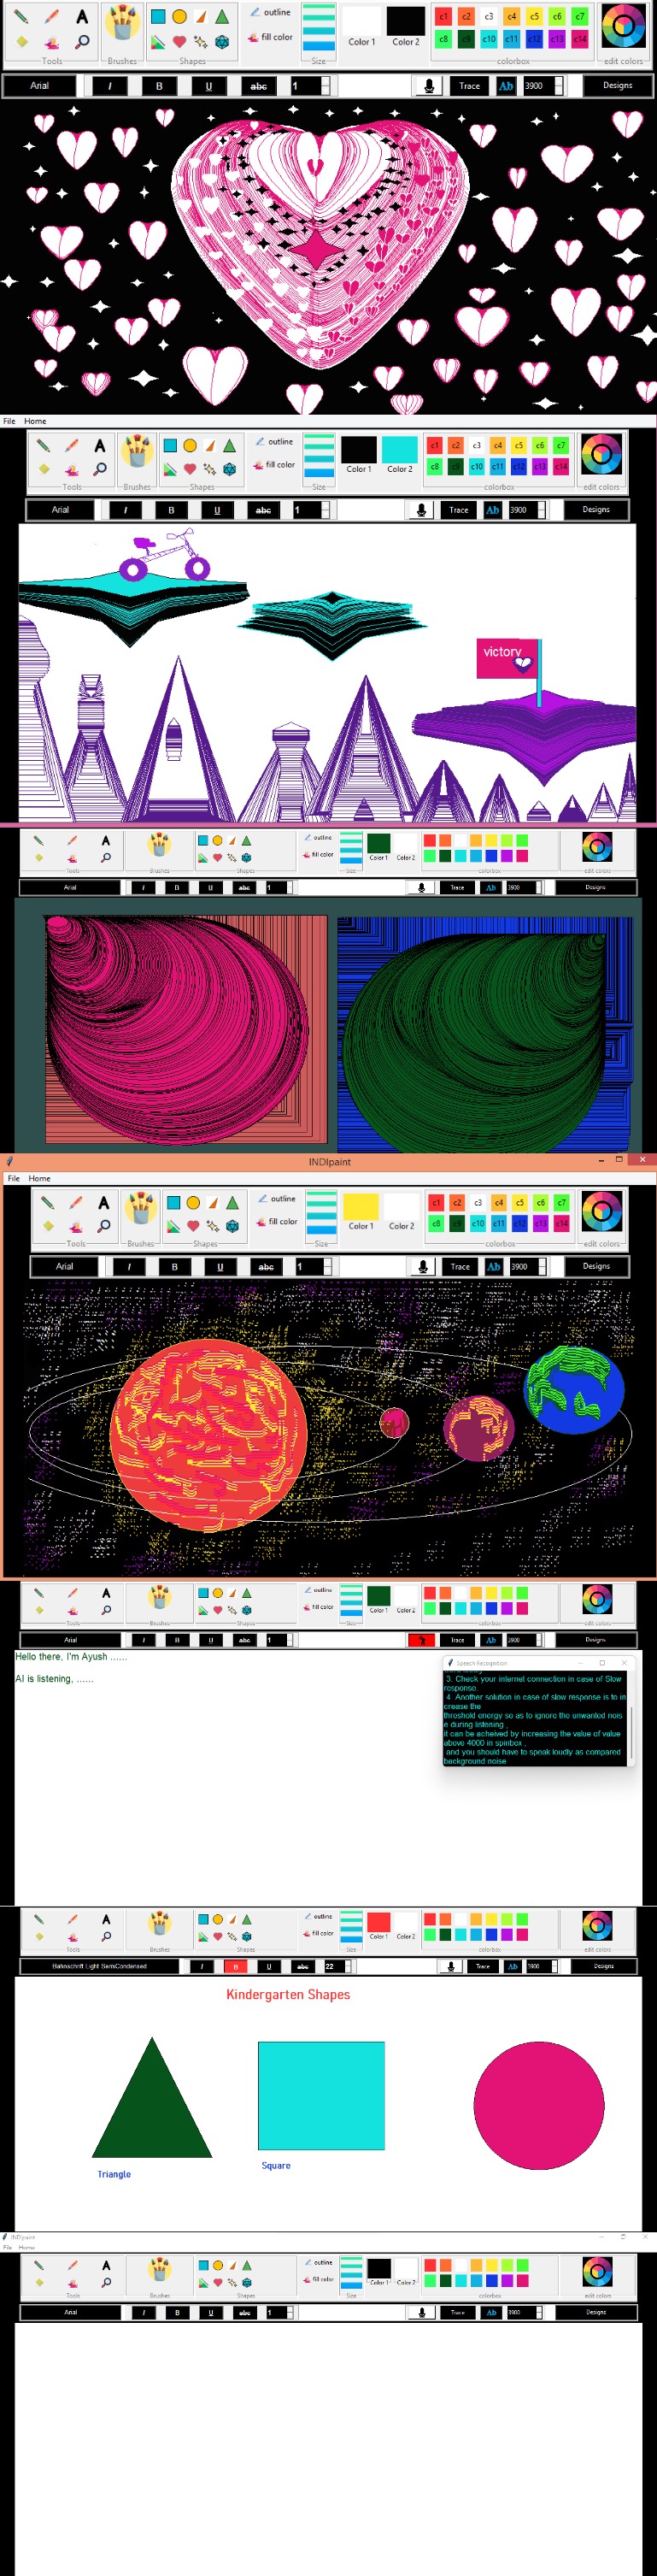 outline
fill color
Color 1 Color 2
c1 c2 c3 c4 c5 c6 c7
c8 c9 c10 c11 c12 c13 c14
Tools Brushes Shapes Size colorbox edit colors
Arial I B U abc 1 Trace Ab 3900 Designs
File Home
outline
fill color
Color 1 Color 2
c1 c2 c3 c4 c5 c6 c7
c8 c9 c10 c11 c12 c13 c14
Tools Brushes Shapes Size colorbox edit colors
Arial I B U abc 1 Trace Ab 3900 Designs
victory
outline
fill color
Color 1 Color 2
Tools Brushes Shapes Size colorbox edit colors
Arial I B U abc 1 Trace Ab 3900 Designs
INDIpaint
File Home
outline
fill color
Color 1 Color 2
c1 c2 c3 c4 c5 c6 c7
c8 c9 c10 c11 c12 c13 c14
Tools Brushes Shapes Size colorbox edit colors
Arial I B U abc 1 Trace Ab 3900 Designs
outline
fill color
Color 1 Color 2
Tools Brushes Shapes Size colorbox edit colors
Arial I B U abc 1 Trace Ab 3900 Designs
Hello there, I'm Ayush ......
AI is listening, ......
Speech Recognition
3. Check your internet connection in case of Slow
response.
4. Another solution in case of slow response is to in
crease the
threshold energy so as to ignore the unwanted nois
e during listening ,
it can be acheived by increasing the value of value
above 4000 in spinbox ,
and you should have to speak loudly as compared
background noise
outline
fill color
Color 1 Color 2
Tools Brushes Shapes Size colorbox edit colors
Bahnschrift Light SemiCondensed I B U abc 22 Trace Ab 3900 Designs
Kindergarten Shapes
Triangle
Square
INDIpaint
File Home
outline
fill color
Color 1 Color 2
Tools Brushes Shapes Size colorbox edit colors
Arial I B U abc 1 Trace Ab 3900 Designs